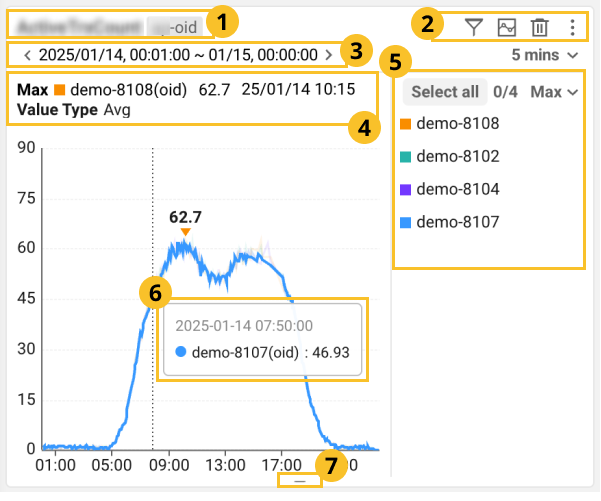 1
-oid
2
2025/01/14, 00:01:00 ~ 01/15, 00:00:00
3
5 mins
Max demo-8108(oid) 62.7 25/01/14 10:15
Value Type Avg
4
5
Select all 0/4 Max
demo-8108
demo-8102
demo-8104
demo-8107
90
75
60
45
30
15
0
62.7
6
2025-01-14 07:50:00
demo-8107(oid) : 46.93
01:00 05:00 09:00 13:00 17:00 :00
7